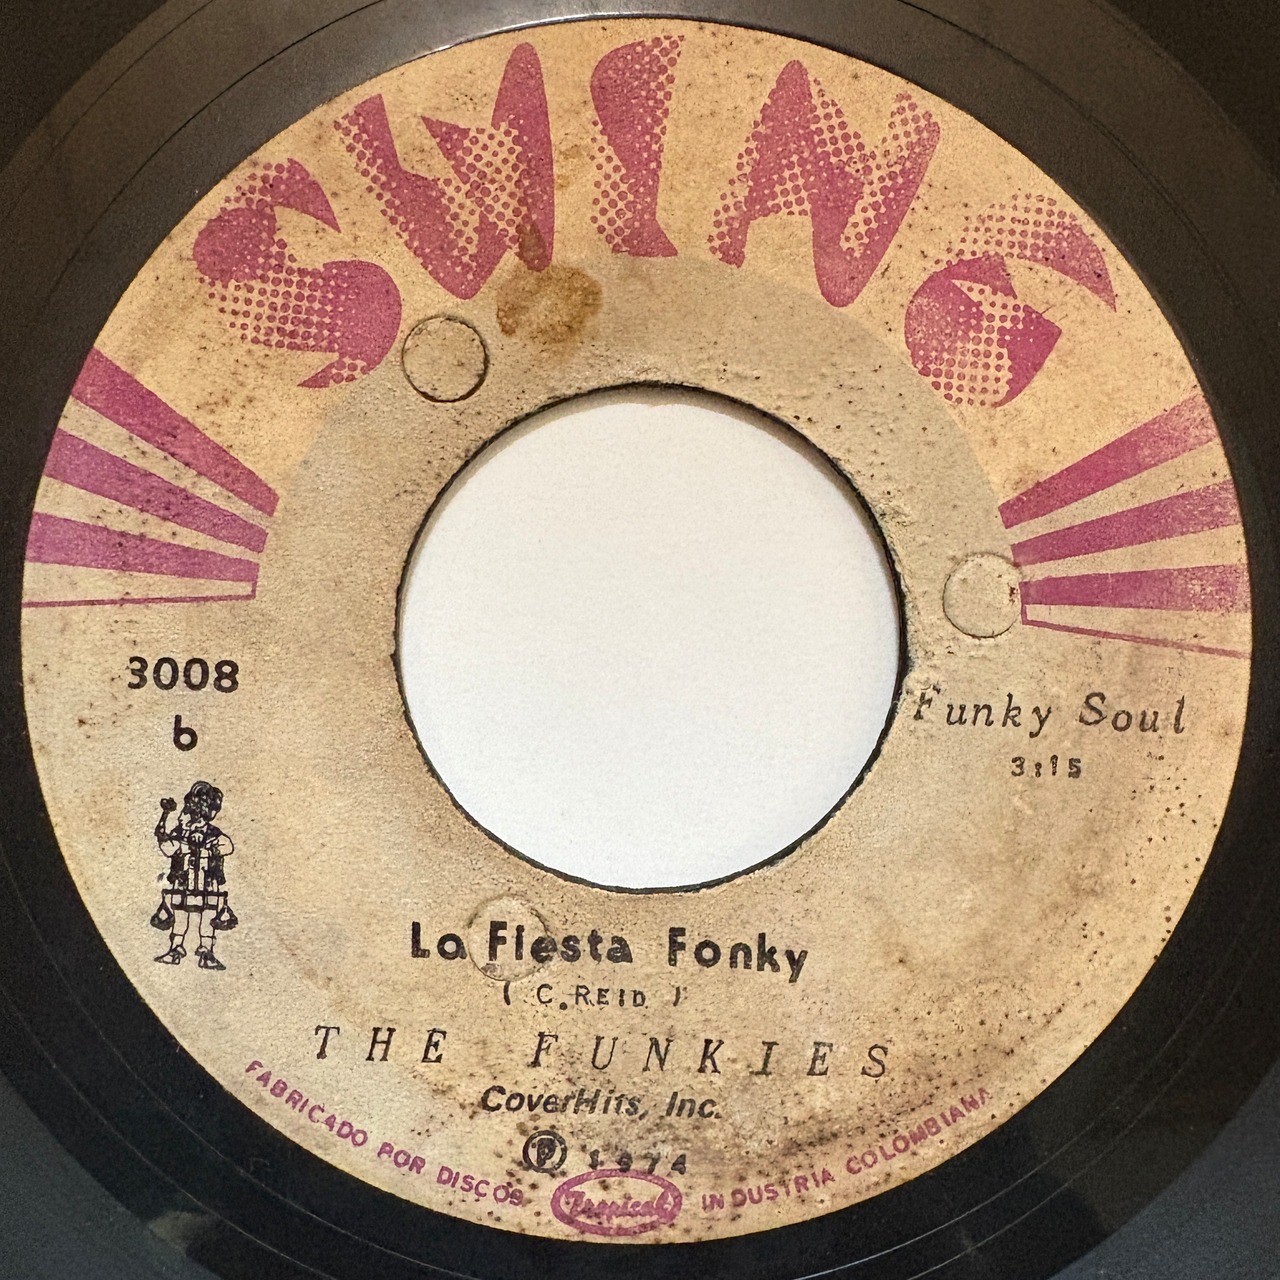 SWING
3008
b
Funky Soul
3:15
La Fiesta Fonky
( C. REID )
THE FUNKIES
CoverHits, Inc.
℗ 1974
FABRICADO POR DISCOS Tropical INDUSTRIA COLOMBIANA